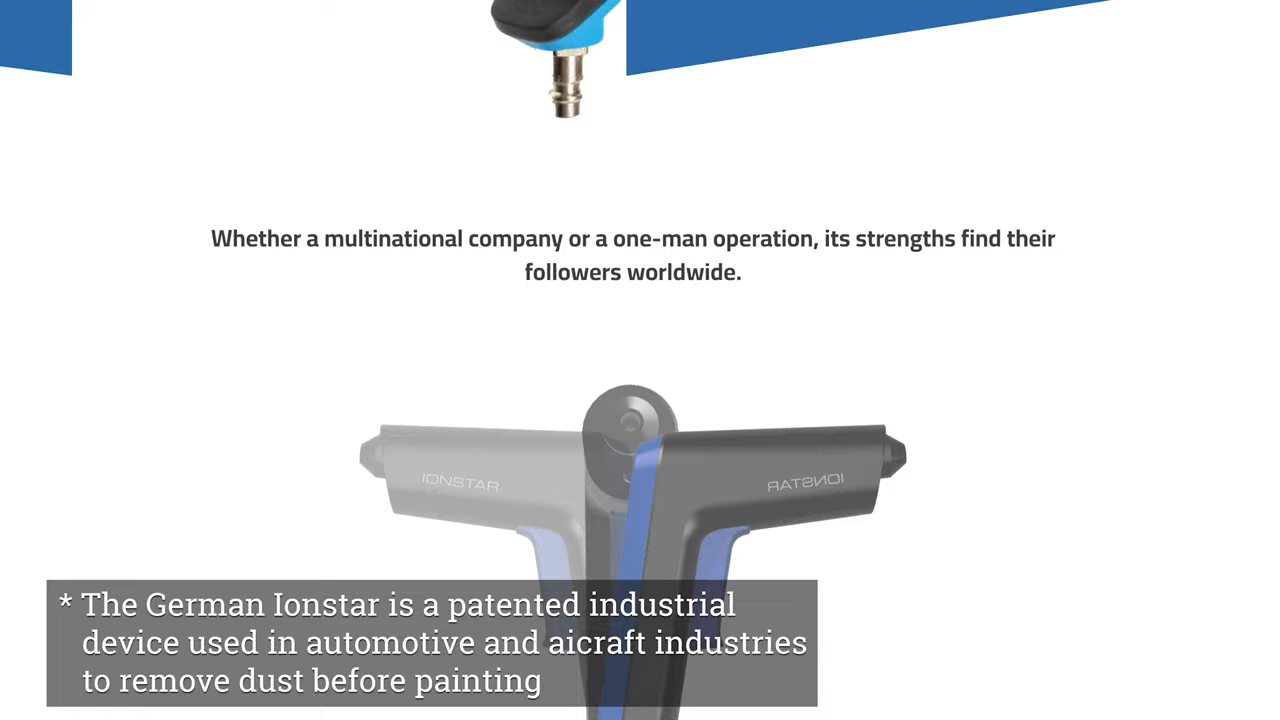 Whether a multinational company or a one-man operation, its strengths find their
followers worldwide.
IONSTAR
IONSTAR
* The German Ionstar is a patented industrial
device used in automotive and aicraft industries
to remove dust before painting